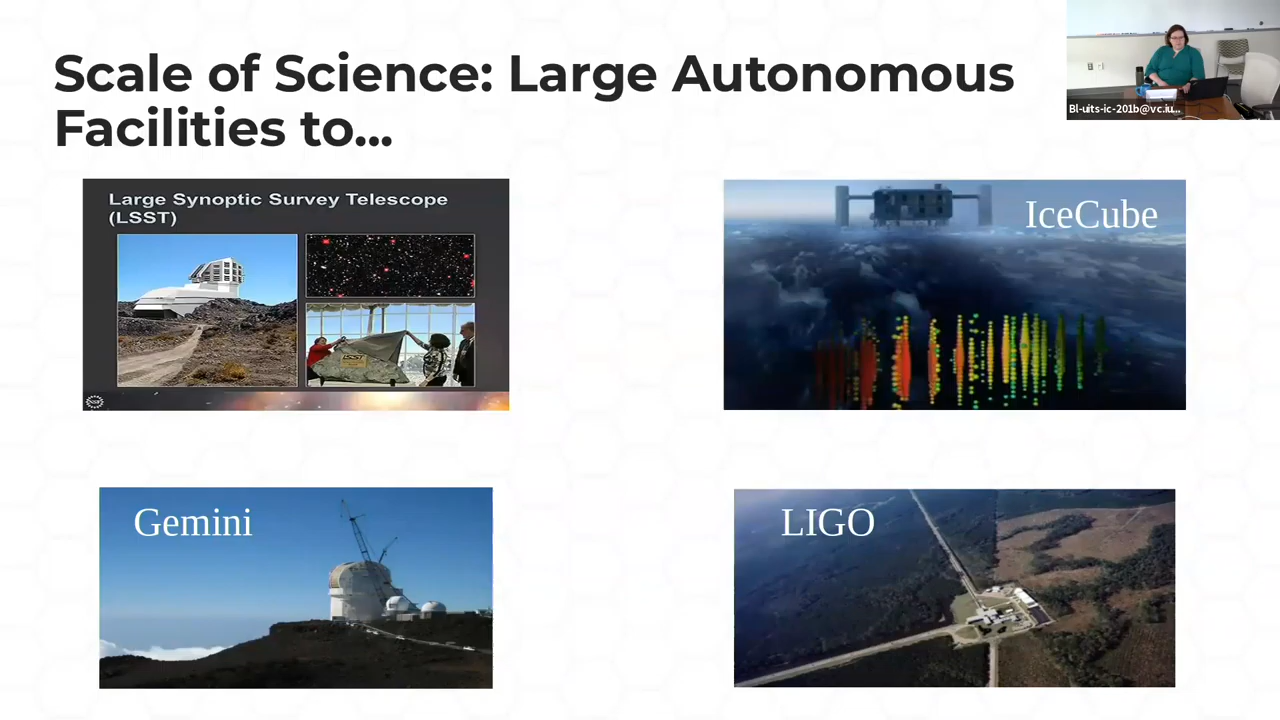 Scale of Science: Large Autonomous
Facilities to...
Bl-uits-ic-201b@vc.iu...
Large Synoptic Survey Telescope
(LSST)
IceCube
NSF
Gemini
LIGO